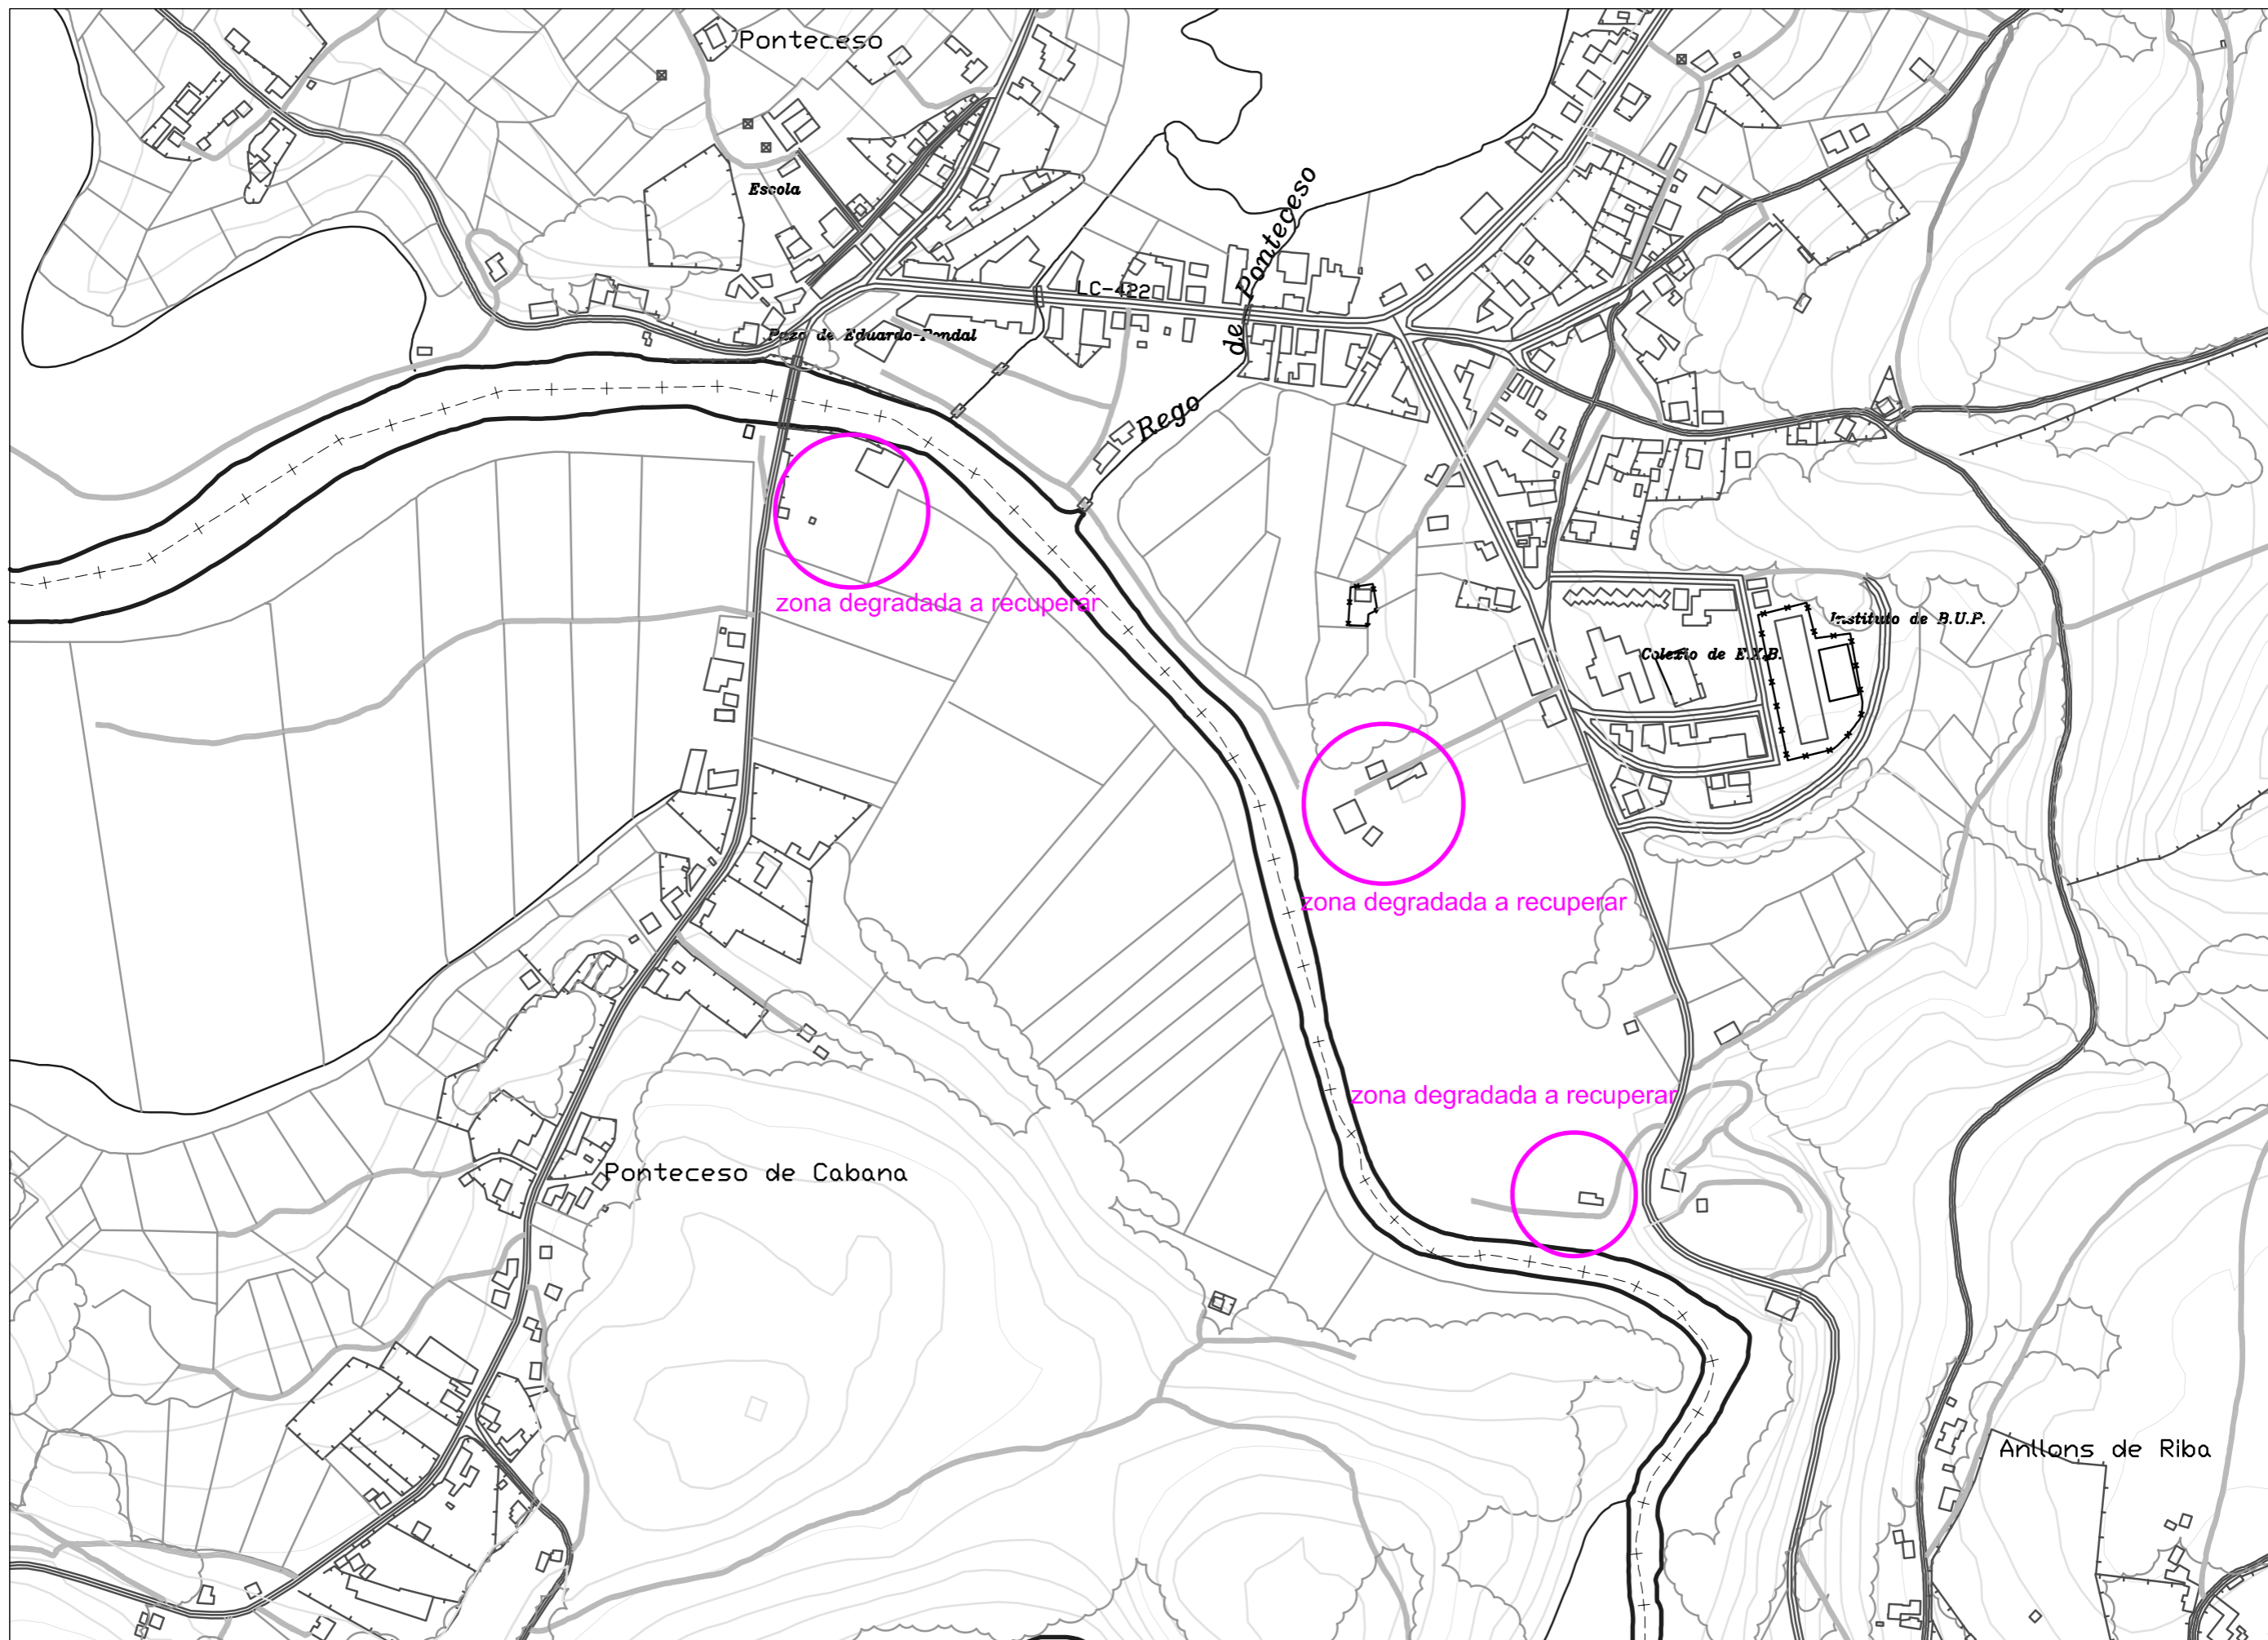 Ponteceso
Escola
Rego de Ponteceso
LC-422
Pazo de Eduardo-Pondal
zona degradada a recuperar
Instituto de B.U.P.
Colexio de E.X.B.
zona degradada a recuperar
zona degradada a recuperar
Ponteceso de Cabana
Anllons de Riba